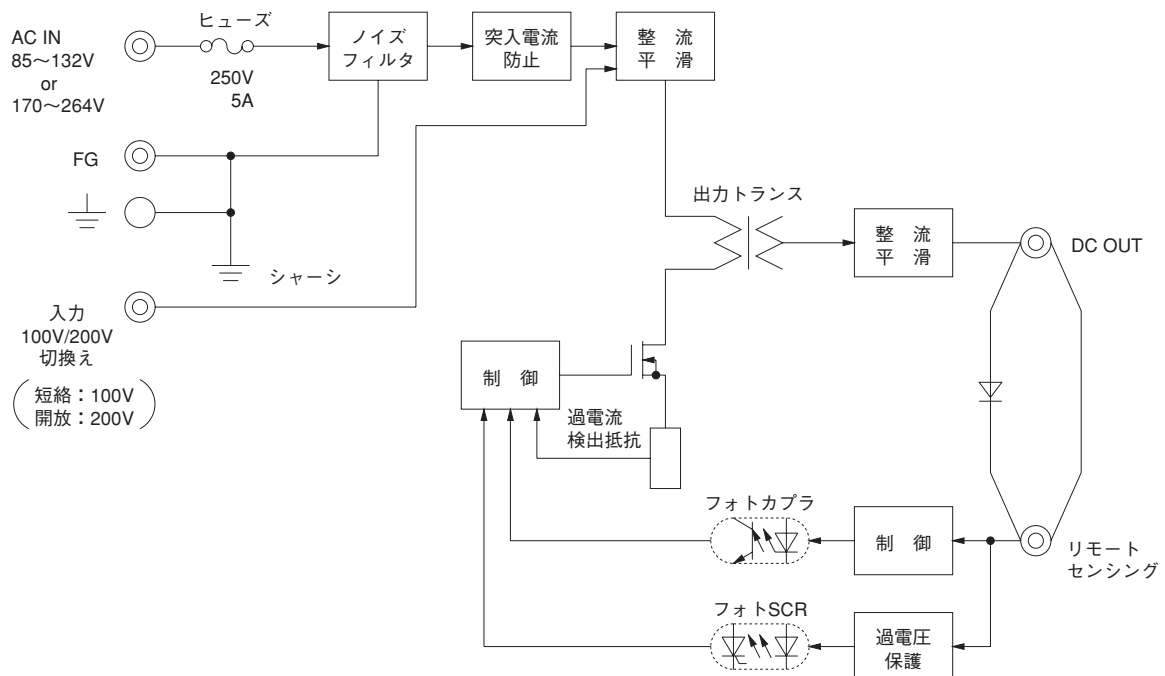 AC IN
85～132V
or
170～264V
ヒューズ
250V
5A
ノイズ
フィルタ
突入電流
防止
整　流
平　滑
FG
シャーシ
入力
100V/200V
切換え
短絡：100V
開放：200V
出力トランス
整　流
平　滑
DC OUT
制　御
過電流
検出抵抗
フォトカプラ
制　御
リモート
センシング
フォトSCR
過電圧
保護